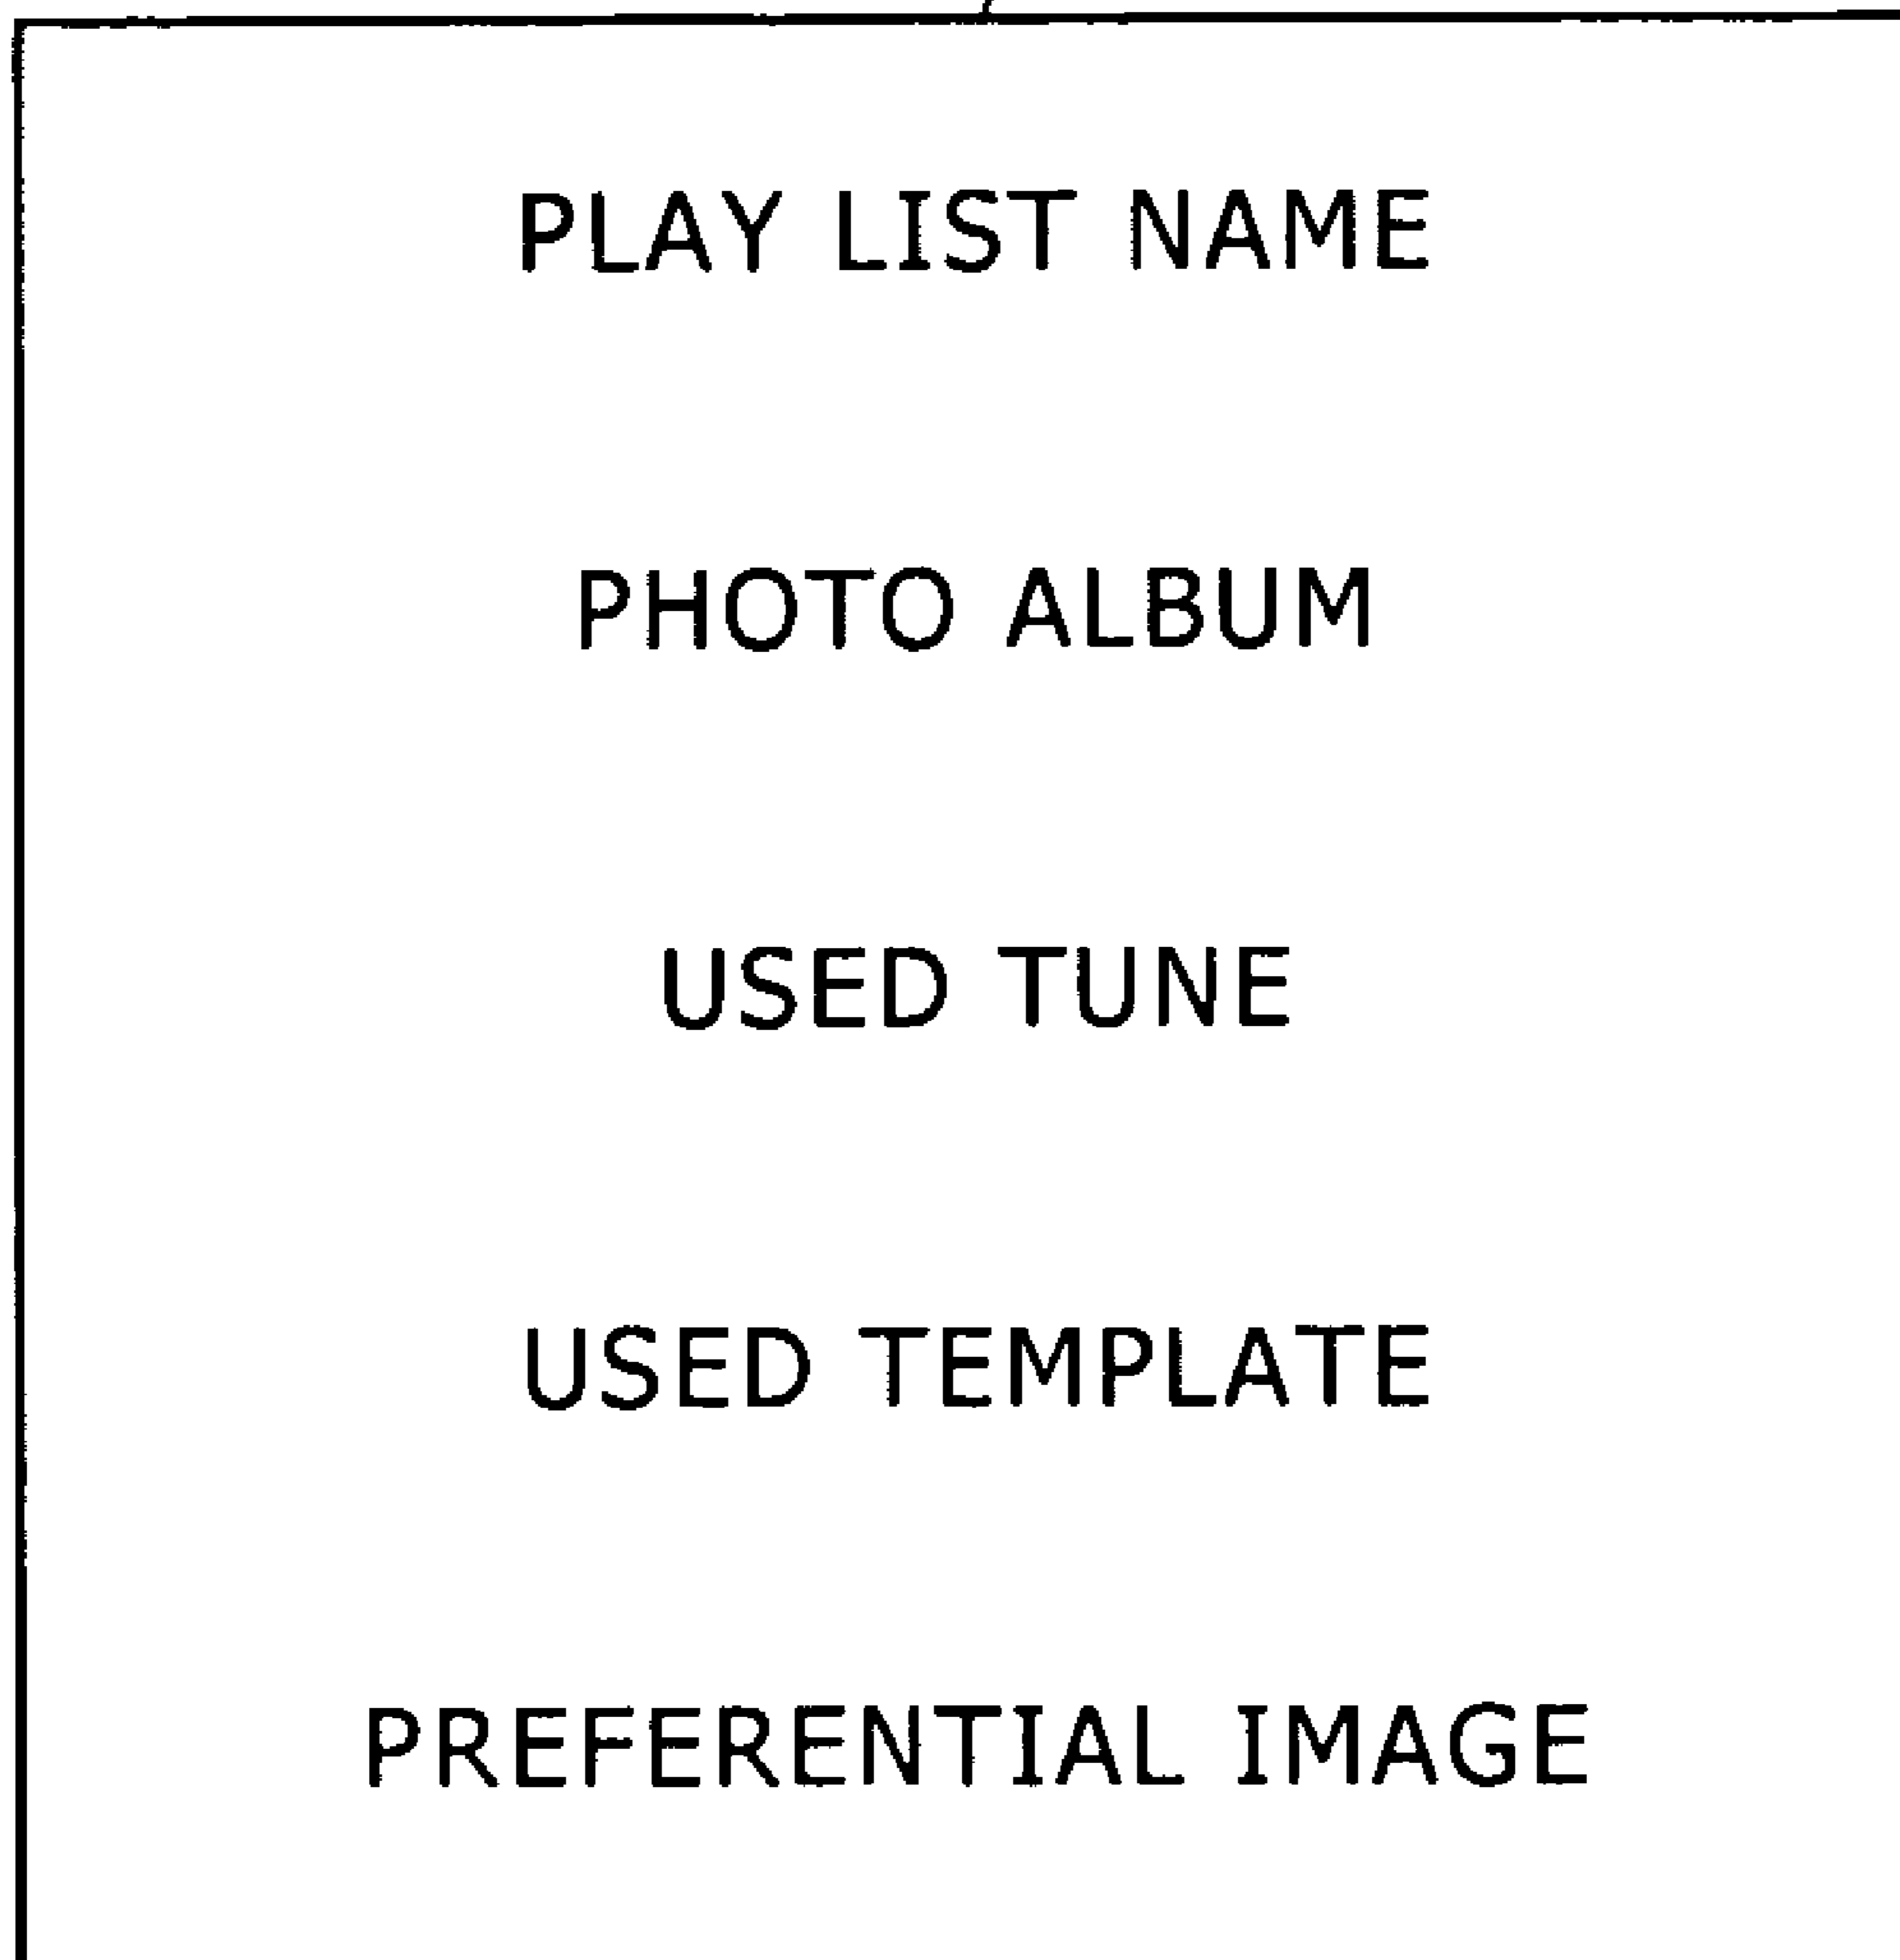 PLAY LIST NAME
PHOTO ALBUM
USED TUNE
USED TEMPLATE
PREFERENTIAL IMAGE